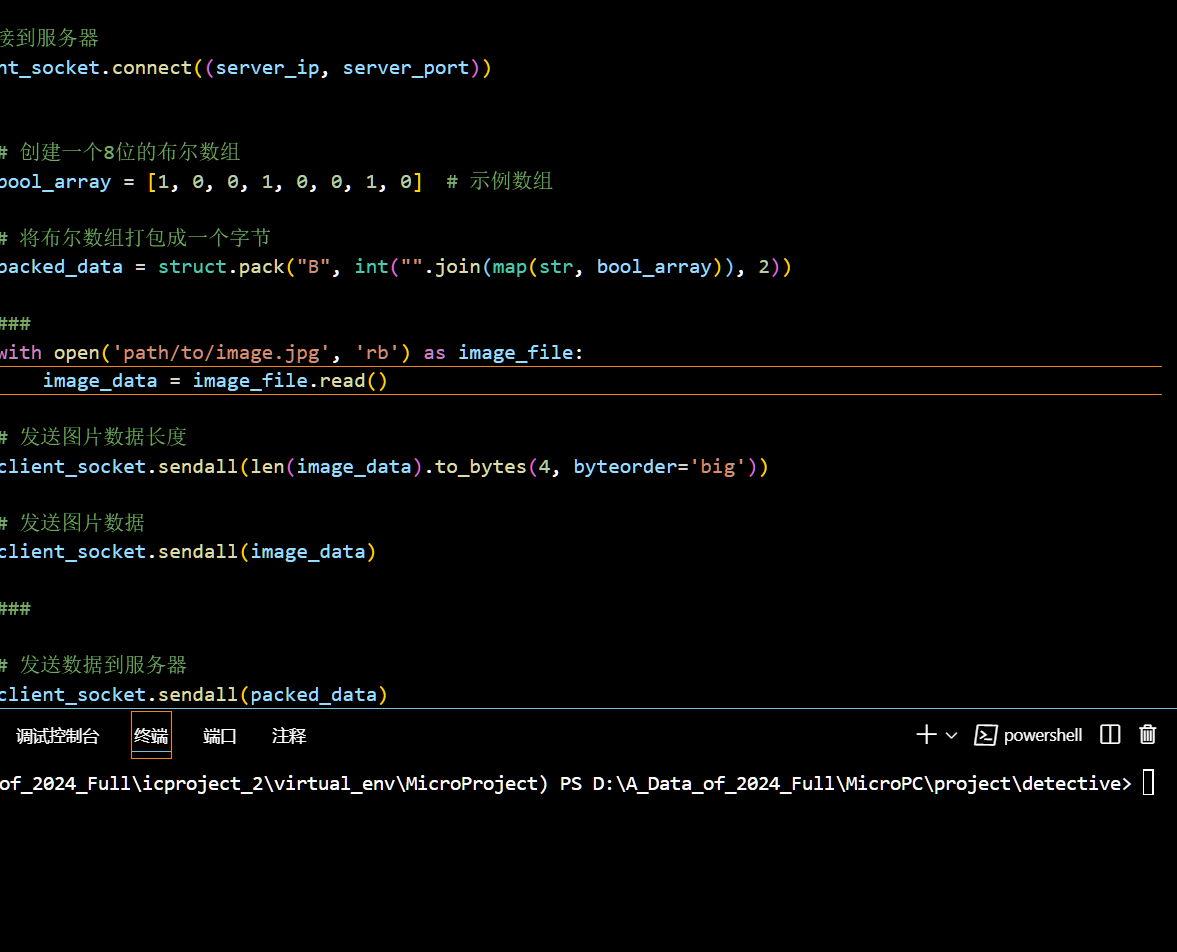 接到服务器
nt_socket.connect((server_ip, server_port))
# 创建一个8位的布尔数组
bool_array = [1, 0, 0, 1, 0, 0, 1, 0]  # 示例数组
# 将布尔数组打包成一个字节
packed_data = struct.pack("B", int("".join(map(str, bool_array)), 2))
###
with open('path/to/image.jpg', 'rb') as image_file:
    image_data = image_file.read()
# 发送图片数据长度
client_socket.sendall(len(image_data).to_bytes(4, byteorder='big'))
# 发送图片数据
client_socket.sendall(image_data)
###
# 发送数据到服务器
client_socket.sendall(packed_data)
调试控制台 终端 端口 注释 powershell
of_2024_Full\icproject_2\virtual_env\MicroProject) PS D:\A_Data_of_2024_Full\MicroPC\project\detective>